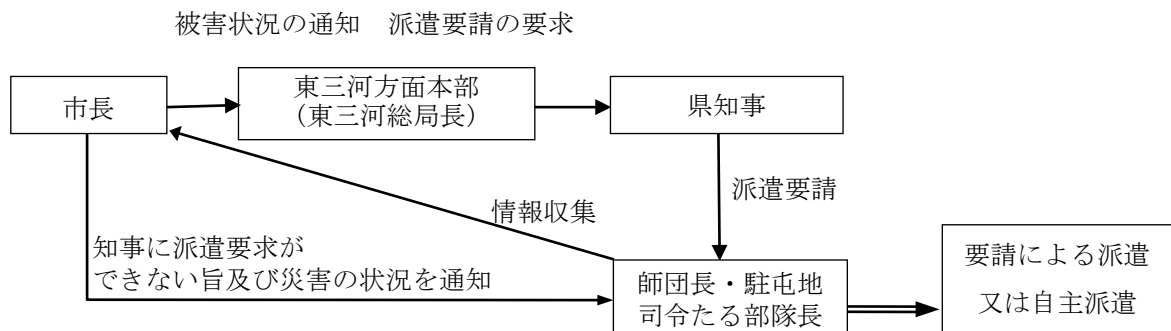 被害状況の通知　派遣要請の要求
市長
東三河方面本部
（東三河総局長）
県知事
派遣要請
情報収集
知事に派遣要求が
できない旨及び災害の状況を通知
師団長・駐屯地
司令たる部隊長
要請による派遣
又は自主派遣